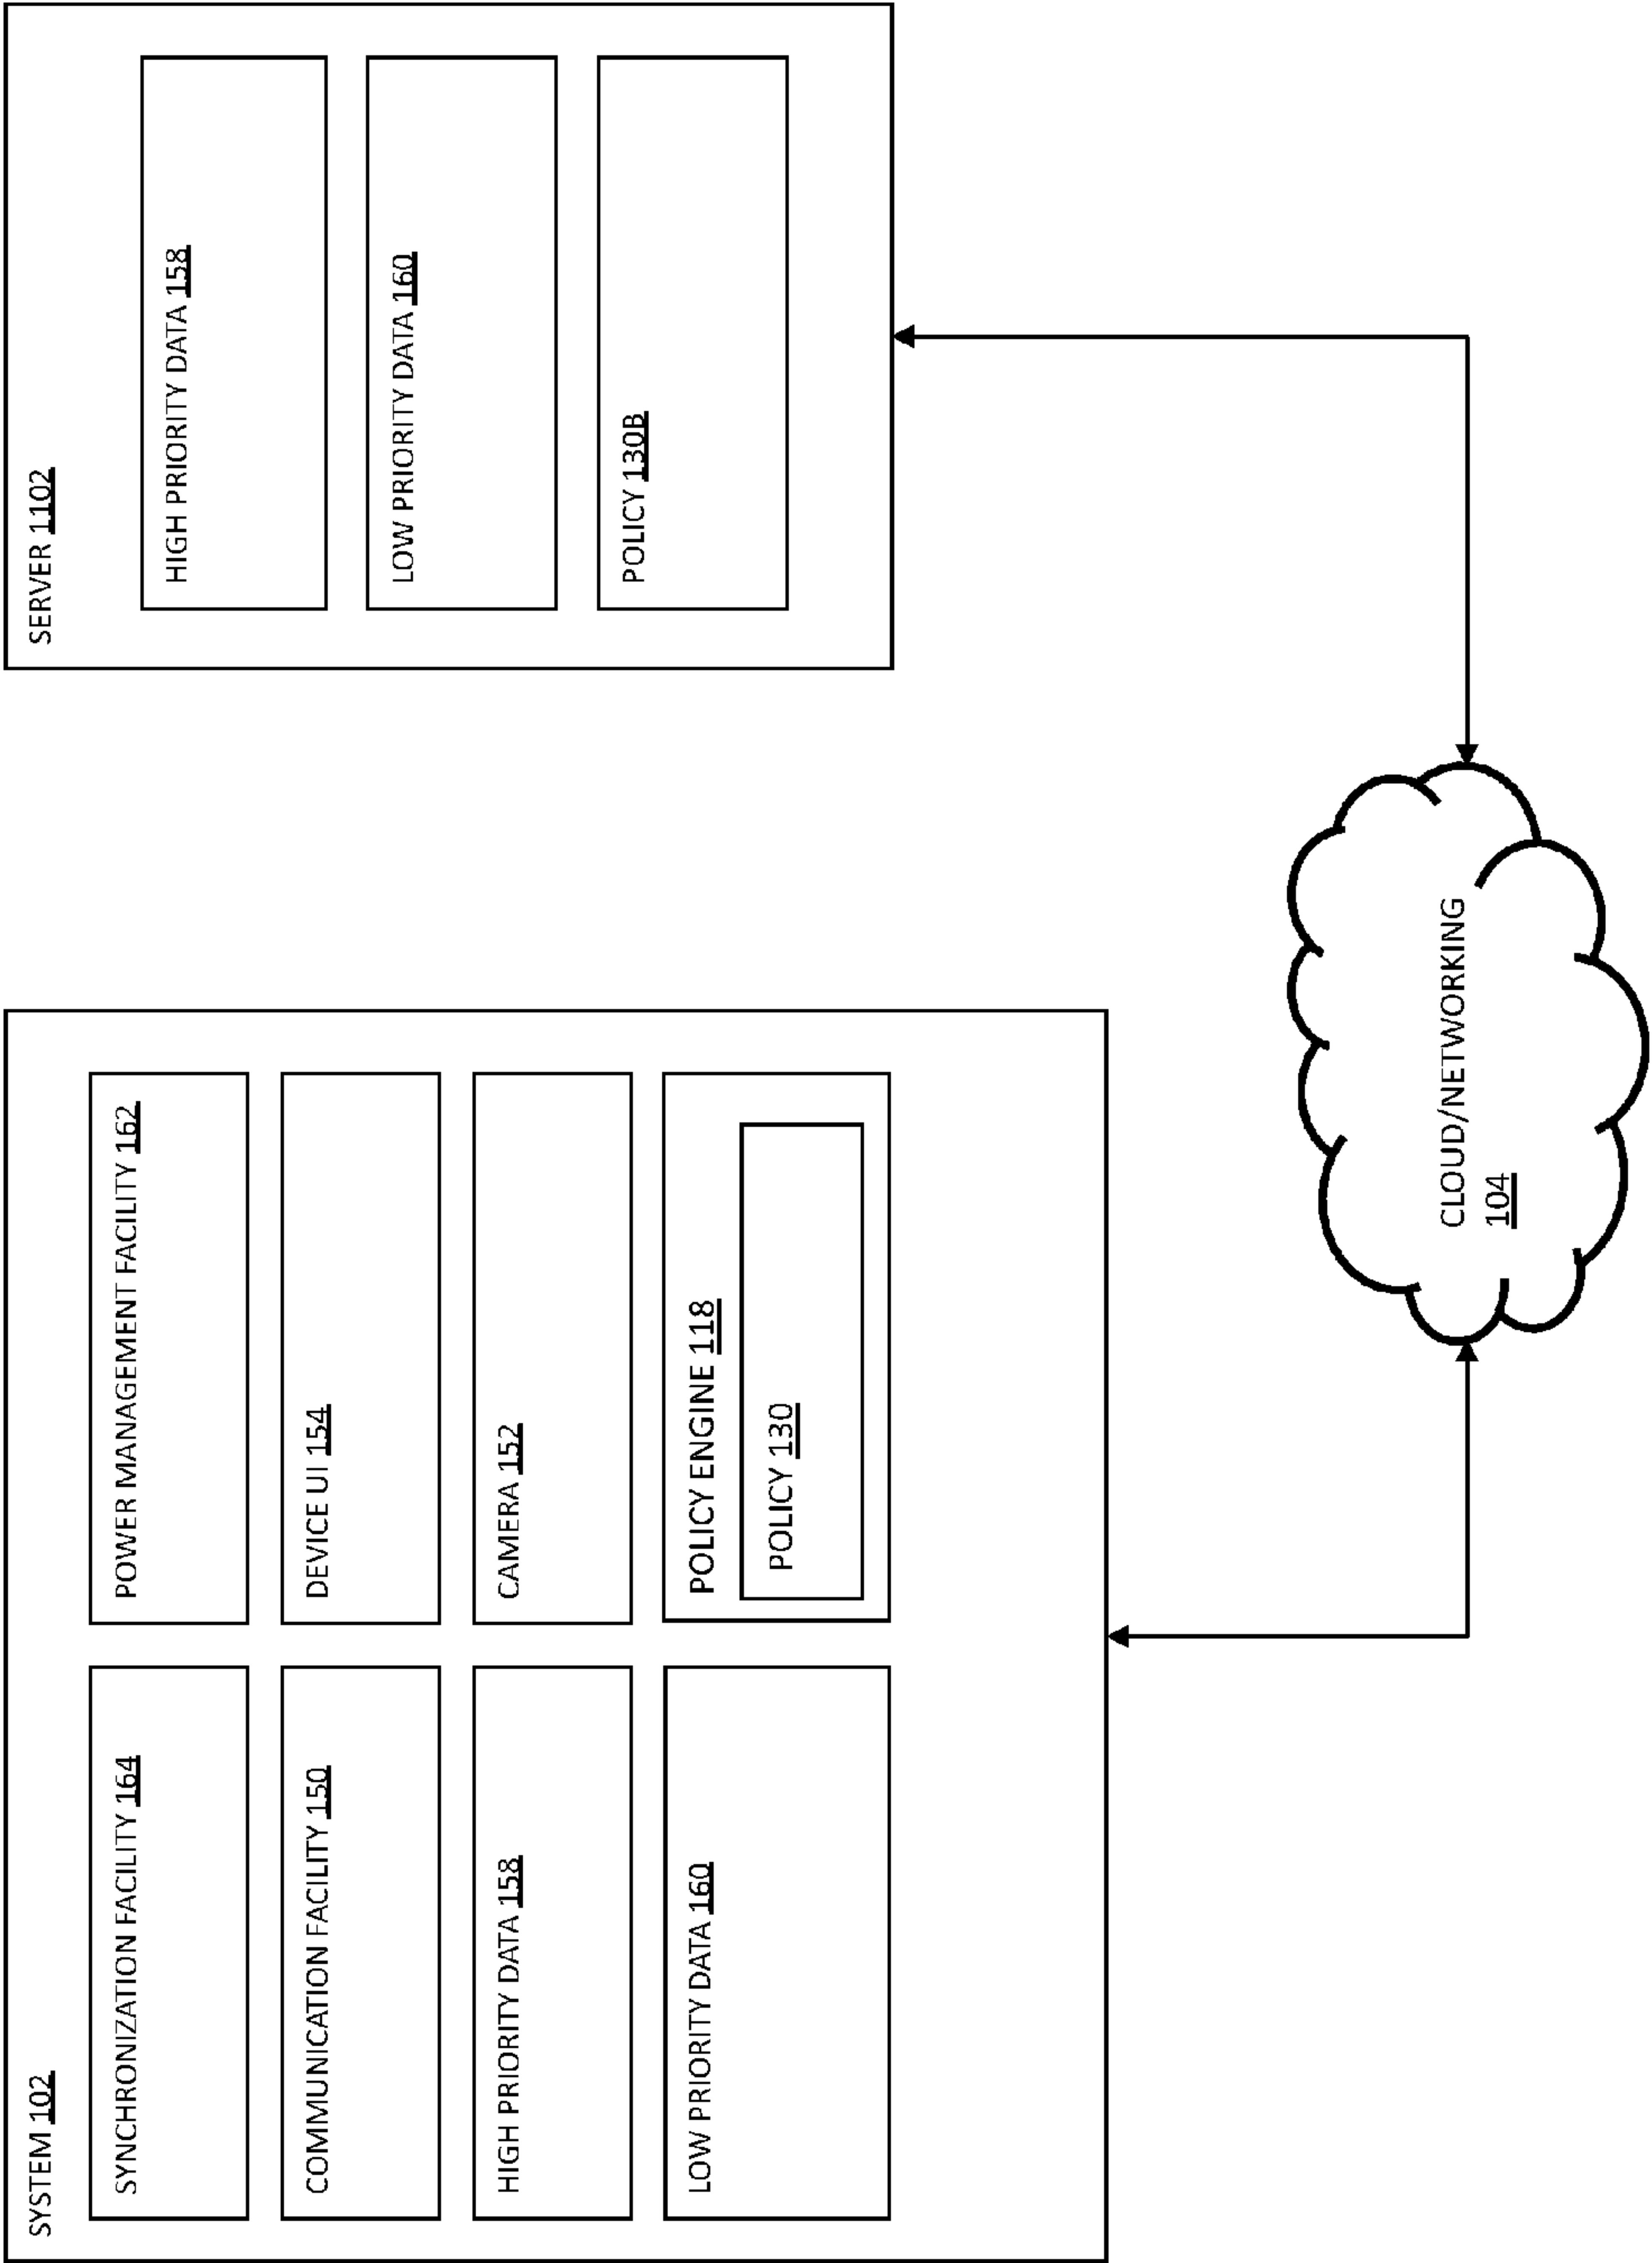 SYSTEM 102
SYNCHRONIZATION FACILITY 164
POWER MANAGEMENT FACILITY 162
COMMUNICATION FACILITY 150
DEVICE UI 154
HIGH PRIORITY DATA 158
CAMERA 152
LOW PRIORITY DATA 160
POLICY ENGINE 118
POLICY 130
SERVER 1102
HIGH PRIORITY DATA 158
LOW PRIORITY DATA 160
POLICY 130B
CLOUD/NETWORKING
104